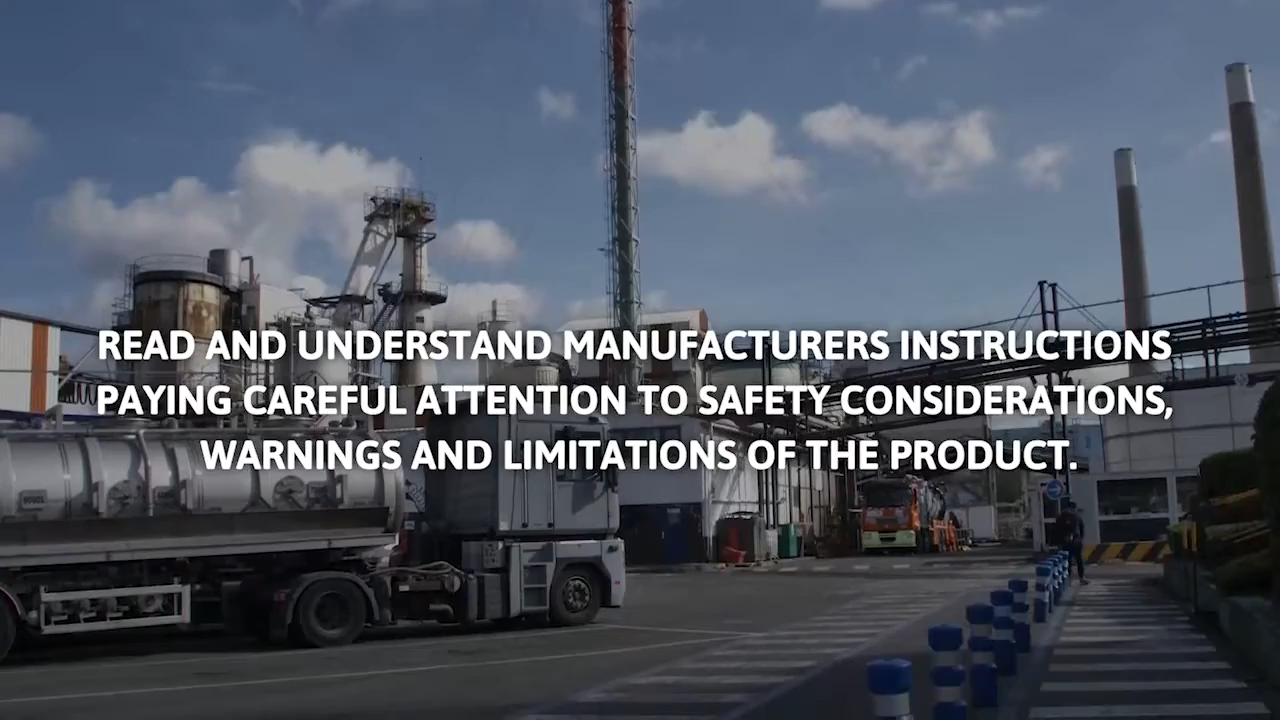 READ AND UNDERSTAND MANUFACTURERS INSTRUCTIONS
PAYING CAREFUL ATTENTION TO SAFETY CONSIDERATIONS,
WARNINGS AND LIMITATIONS OF THE PRODUCT.